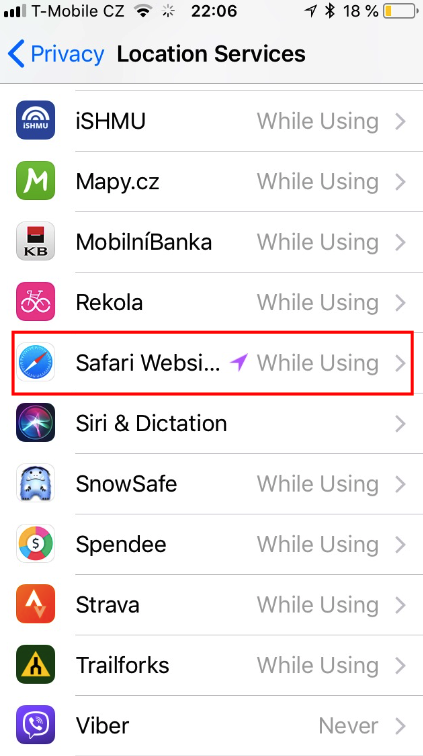 T-Mobile CZ 22:06 18 %
Privacy Location Services
iSHMU iSHMU While Using
Mapy.cz While Using
KB MobilníBanka While Using
Rekola While Using
Safari Websi... While Using
Siri & Dictation
SnowSafe While Using
$ Spendee While Using
Strava While Using
Trailforks While Using
Viber Never